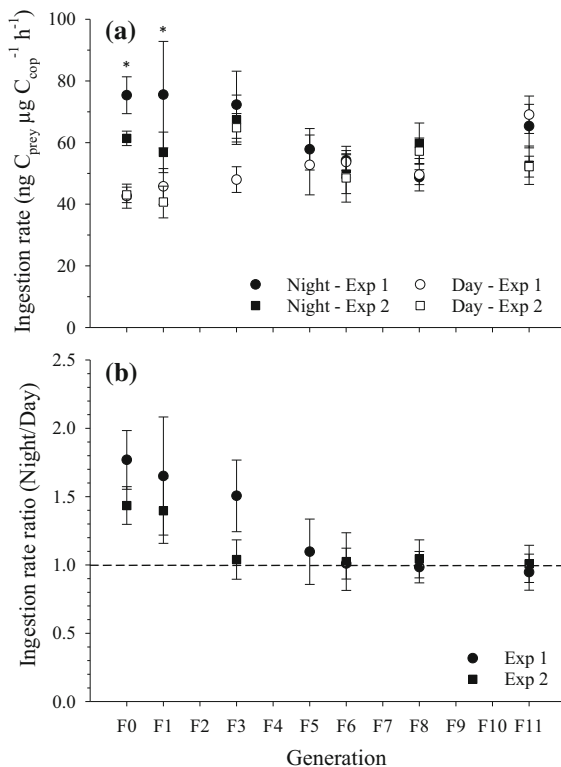 (a)
* *
100
80
60
40
20
0
Ingestion rate (ng C_prey μg C_cop^-1 h^-1)
Night - Exp 1 Day - Exp 1
Night - Exp 2 Day - Exp 2
(b)
2.5
2.0
1.5
1.0
0.5
0.0
Ingestion rate ratio (Night/Day)
Exp 1
Exp 2
F0 F1 F2 F3 F4 F5 F6 F7 F8 F9 F10 F11
Generation